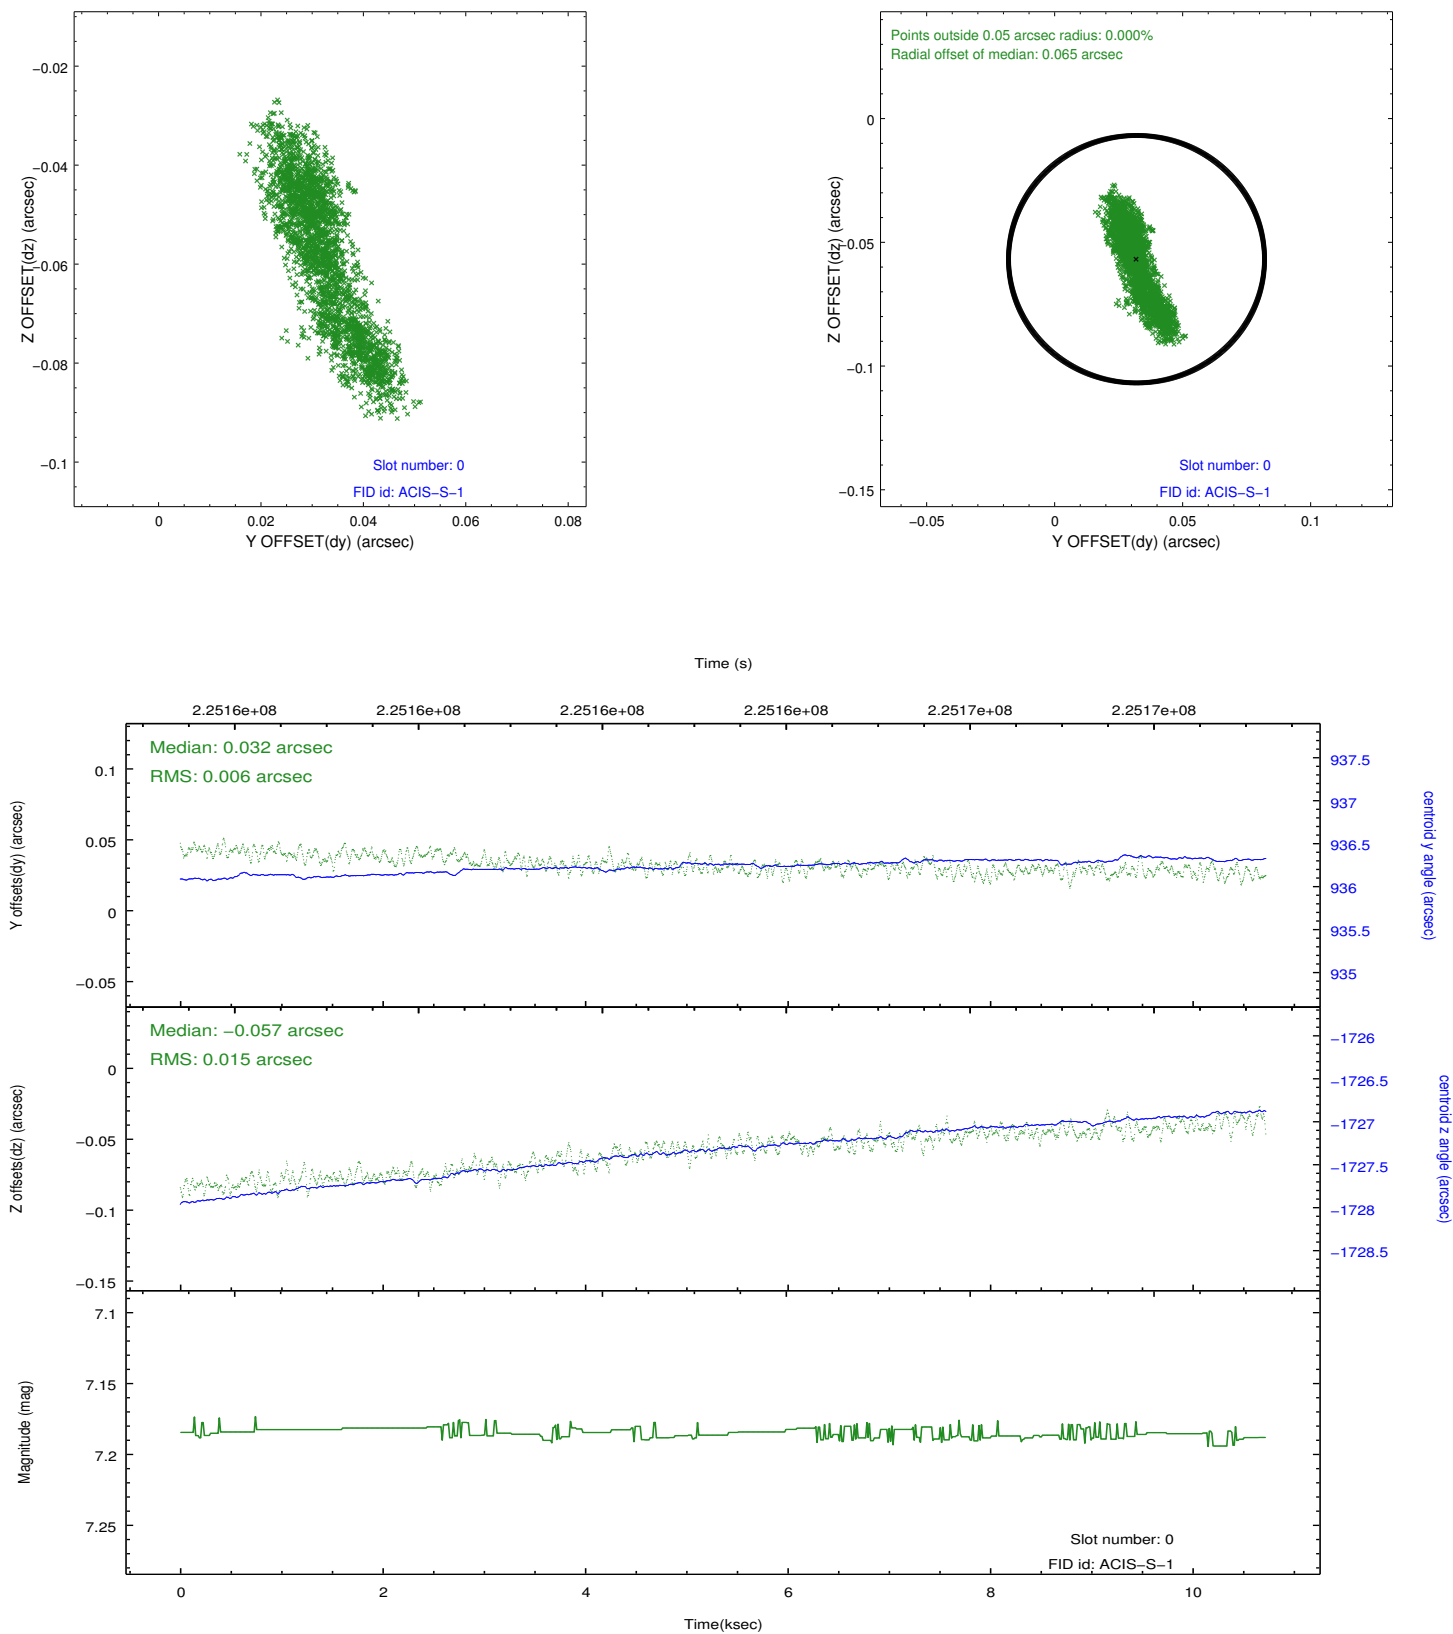 −0.02
−0.04
−0.06
−0.08
−0.1
Z OFFSET(dz) (arcsec)
Slot number: 0
FID id: ACIS−S−1
0 0.02 0.04 0.06 0.08
Y OFFSET(dy) (arcsec)
Points outside 0.05 arcsec radius: 0.000%
Radial offset of median: 0.065 arcsec
0
−0.05
−0.1
−0.15
Z OFFSET(dz) (arcsec)
Slot number: 0
FID id: ACIS−S−1
−0.05 0 0.05 0.1
Y OFFSET(dy) (arcsec)
Time (s)
2.2516e+08 2.2516e+08 2.2516e+08 2.2516e+08 2.2517e+08 2.2517e+08
Median: 0.032 arcsec
RMS: 0.006 arcsec
0.1
0.05
0
−0.05
Y offsets(dy) (arcsec)
937.5
937
936.5
936
935.5
935
centroid y angle (arcsec)
Median: −0.057 arcsec
RMS: 0.015 arcsec
0
−0.05
−0.1
−0.15
Z offsets(dz) (arcsec)
−1726
−1726.5
−1727
−1727.5
−1728
−1728.5
centroid z angle (arcsec)
7.1
7.15
7.2
7.25
Magnitude (mag)
Slot number: 0
FID id: ACIS−S−1
0 2 4 6 8 10
Time(ksec)